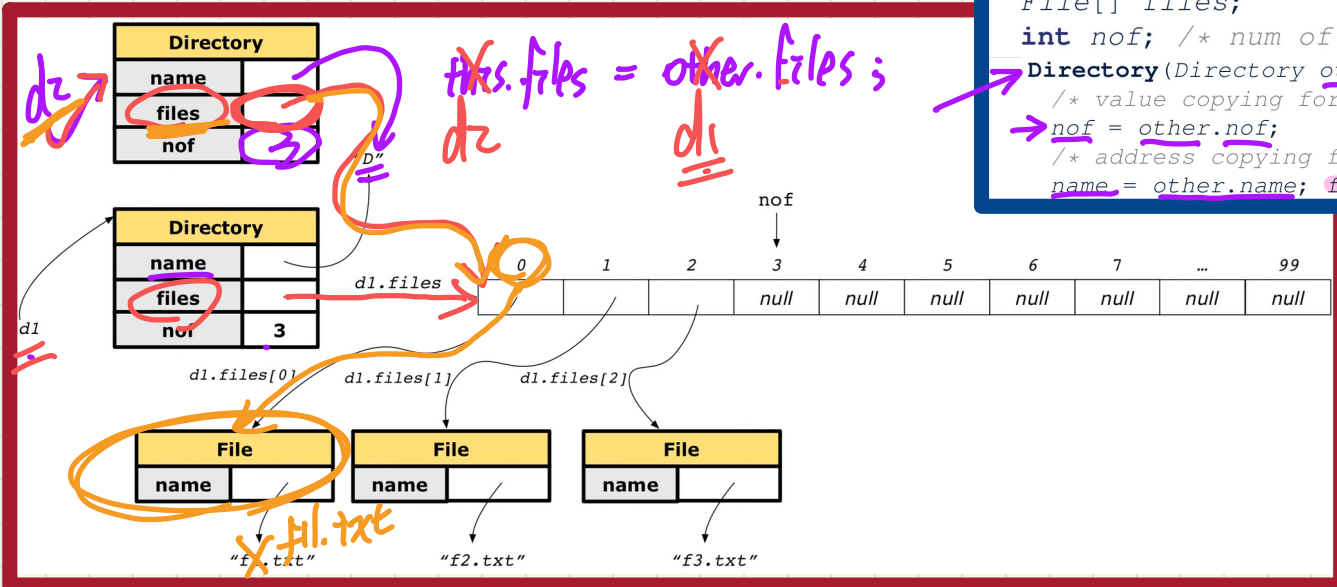 File[] files;
int nof; /* num of
Directory(Directory
/* value copying for
nof = other.nof;
/* address copying
name = other.name;
Directory
name
files
nof 3
d2
this.files = other.files;
d2 d1
D"
Directory
name
files
nof 3
d1
d1.files
nof
0 1 2 3 4 5 6 7 … 99
null null null null null null null
d1.files[0] d1.files[1] d1.files[2]
File File File
name name name
"f1.txt" "f2.txt" "f3.txt"
f11.txt